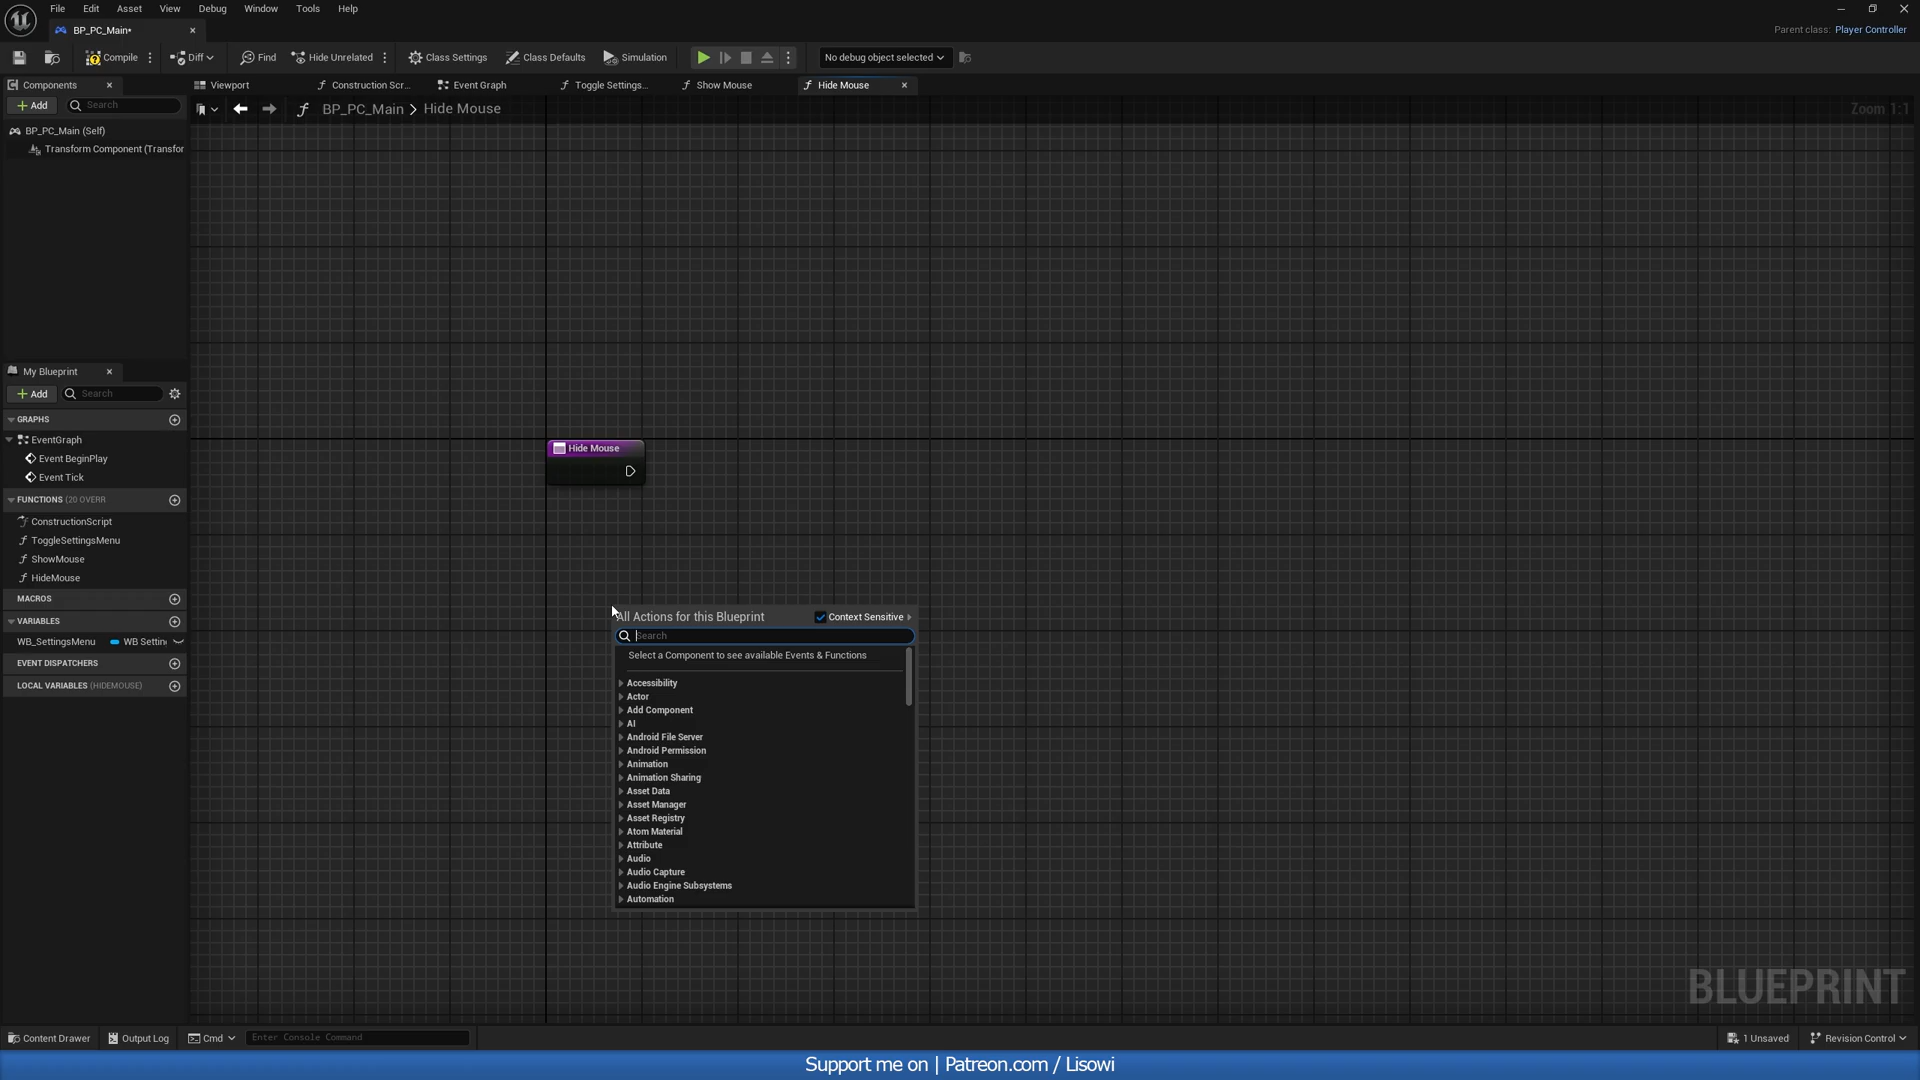 File Edit Asset View Debug Window Tools Help
BP_PC_Main•
Parent class: Player Controller
Compile Diff Find Hide Unrelated Class Settings Class Defaults Simulation No debug object selected
Components Viewport Construction Scr... Event Graph Toggle Settings... Show Mouse Hide Mouse
Add Search BP_PC_Main > Hide Mouse Zoom 1:1
BP_PC_Main (Self)
Transform Component (Transfor
My Blueprint
Add Search
GRAPHS
EventGraph
Event BeginPlay
Event Tick
FUNCTIONS (20 OVERR
ConstructionScript
ToggleSettingsMenu
ShowMouse
HideMouse
MACROS
VARIABLES
WB_SettingsMenu WB Settin
EVENT DISPATCHERS
LOCAL VARIABLES (HIDEMOUSE)
Hide Mouse
All Actions for this Blueprint Context Sensitive
Search
Select a Component to see available Events & Functions
Accessibility
Actor
Add Component
AI
Android File Server
Android Permission
Animation
Animation Sharing
Asset Data
Asset Manager
Asset Registry
Atom Material
Attribute
Audio
Audio Capture
Audio Engine Subsystems
Automation
BLUEPRINT
Content Drawer Output Log Cmd Enter Console Command 1 Unsaved Revision Control
Support me on | Patreon.com / Lisowi